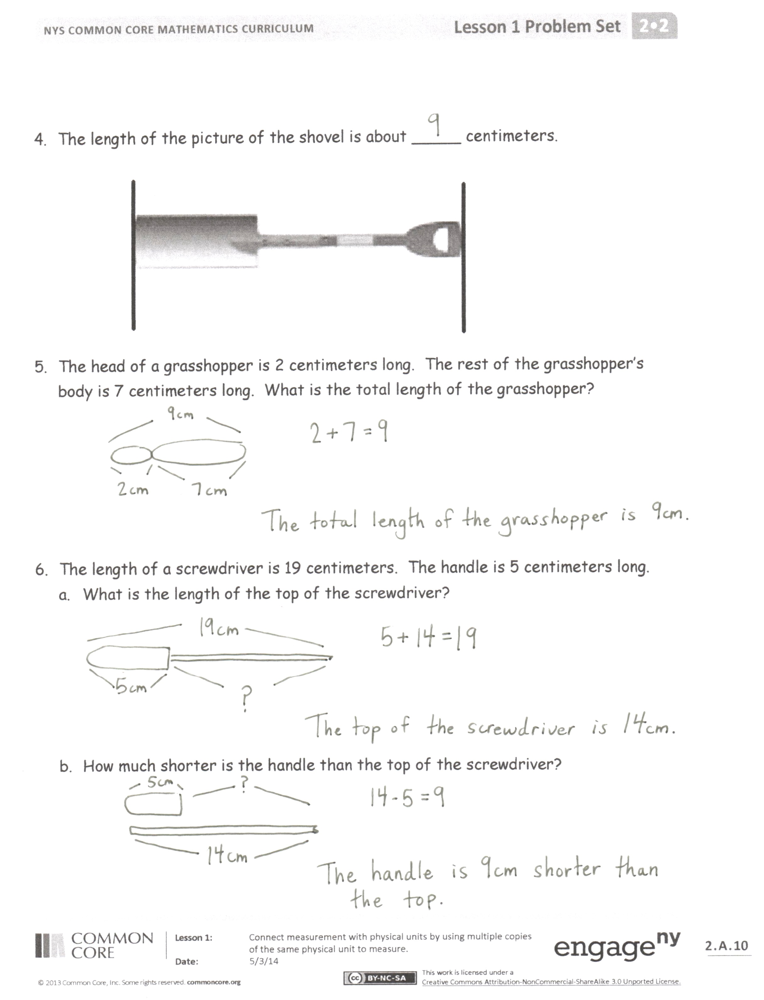 NYS COMMON CORE MATHEMATICS CURRICULUM
Lesson 1 Problem Set
2•2
4. The length of the picture of the shovel is about 9 centimeters.
5. The head of a grasshopper is 2 centimeters long. The rest of the grasshopper's
body is 7 centimeters long. What is the total length of the grasshopper?
9cm
2 + 7 = 9
2cm 7cm
The total length of the grasshopper is 9cm.
6. The length of a screwdriver is 19 centimeters. The handle is 5 centimeters long.
a. What is the length of the top of the screwdriver?
19cm
5 + 14 = 19
5cm ?
The top of the screwdriver is 14cm.
b. How much shorter is the handle than the top of the screwdriver?
5cm ?
14 - 5 = 9
14cm
The handle is 9cm shorter than
the top.
COMMON
CORE
Lesson 1: Connect measurement with physical units by using multiple copies
of the same physical unit to measure.
Date: 5/3/14
engageny
2.A.10
© 2013 Common Core, Inc. Some rights reserved. commoncore.org
cc BY-NC-SA
This work is licensed under a
Creative Commons Attribution-NonCommercial-ShareAlike 3.0 Unported License.